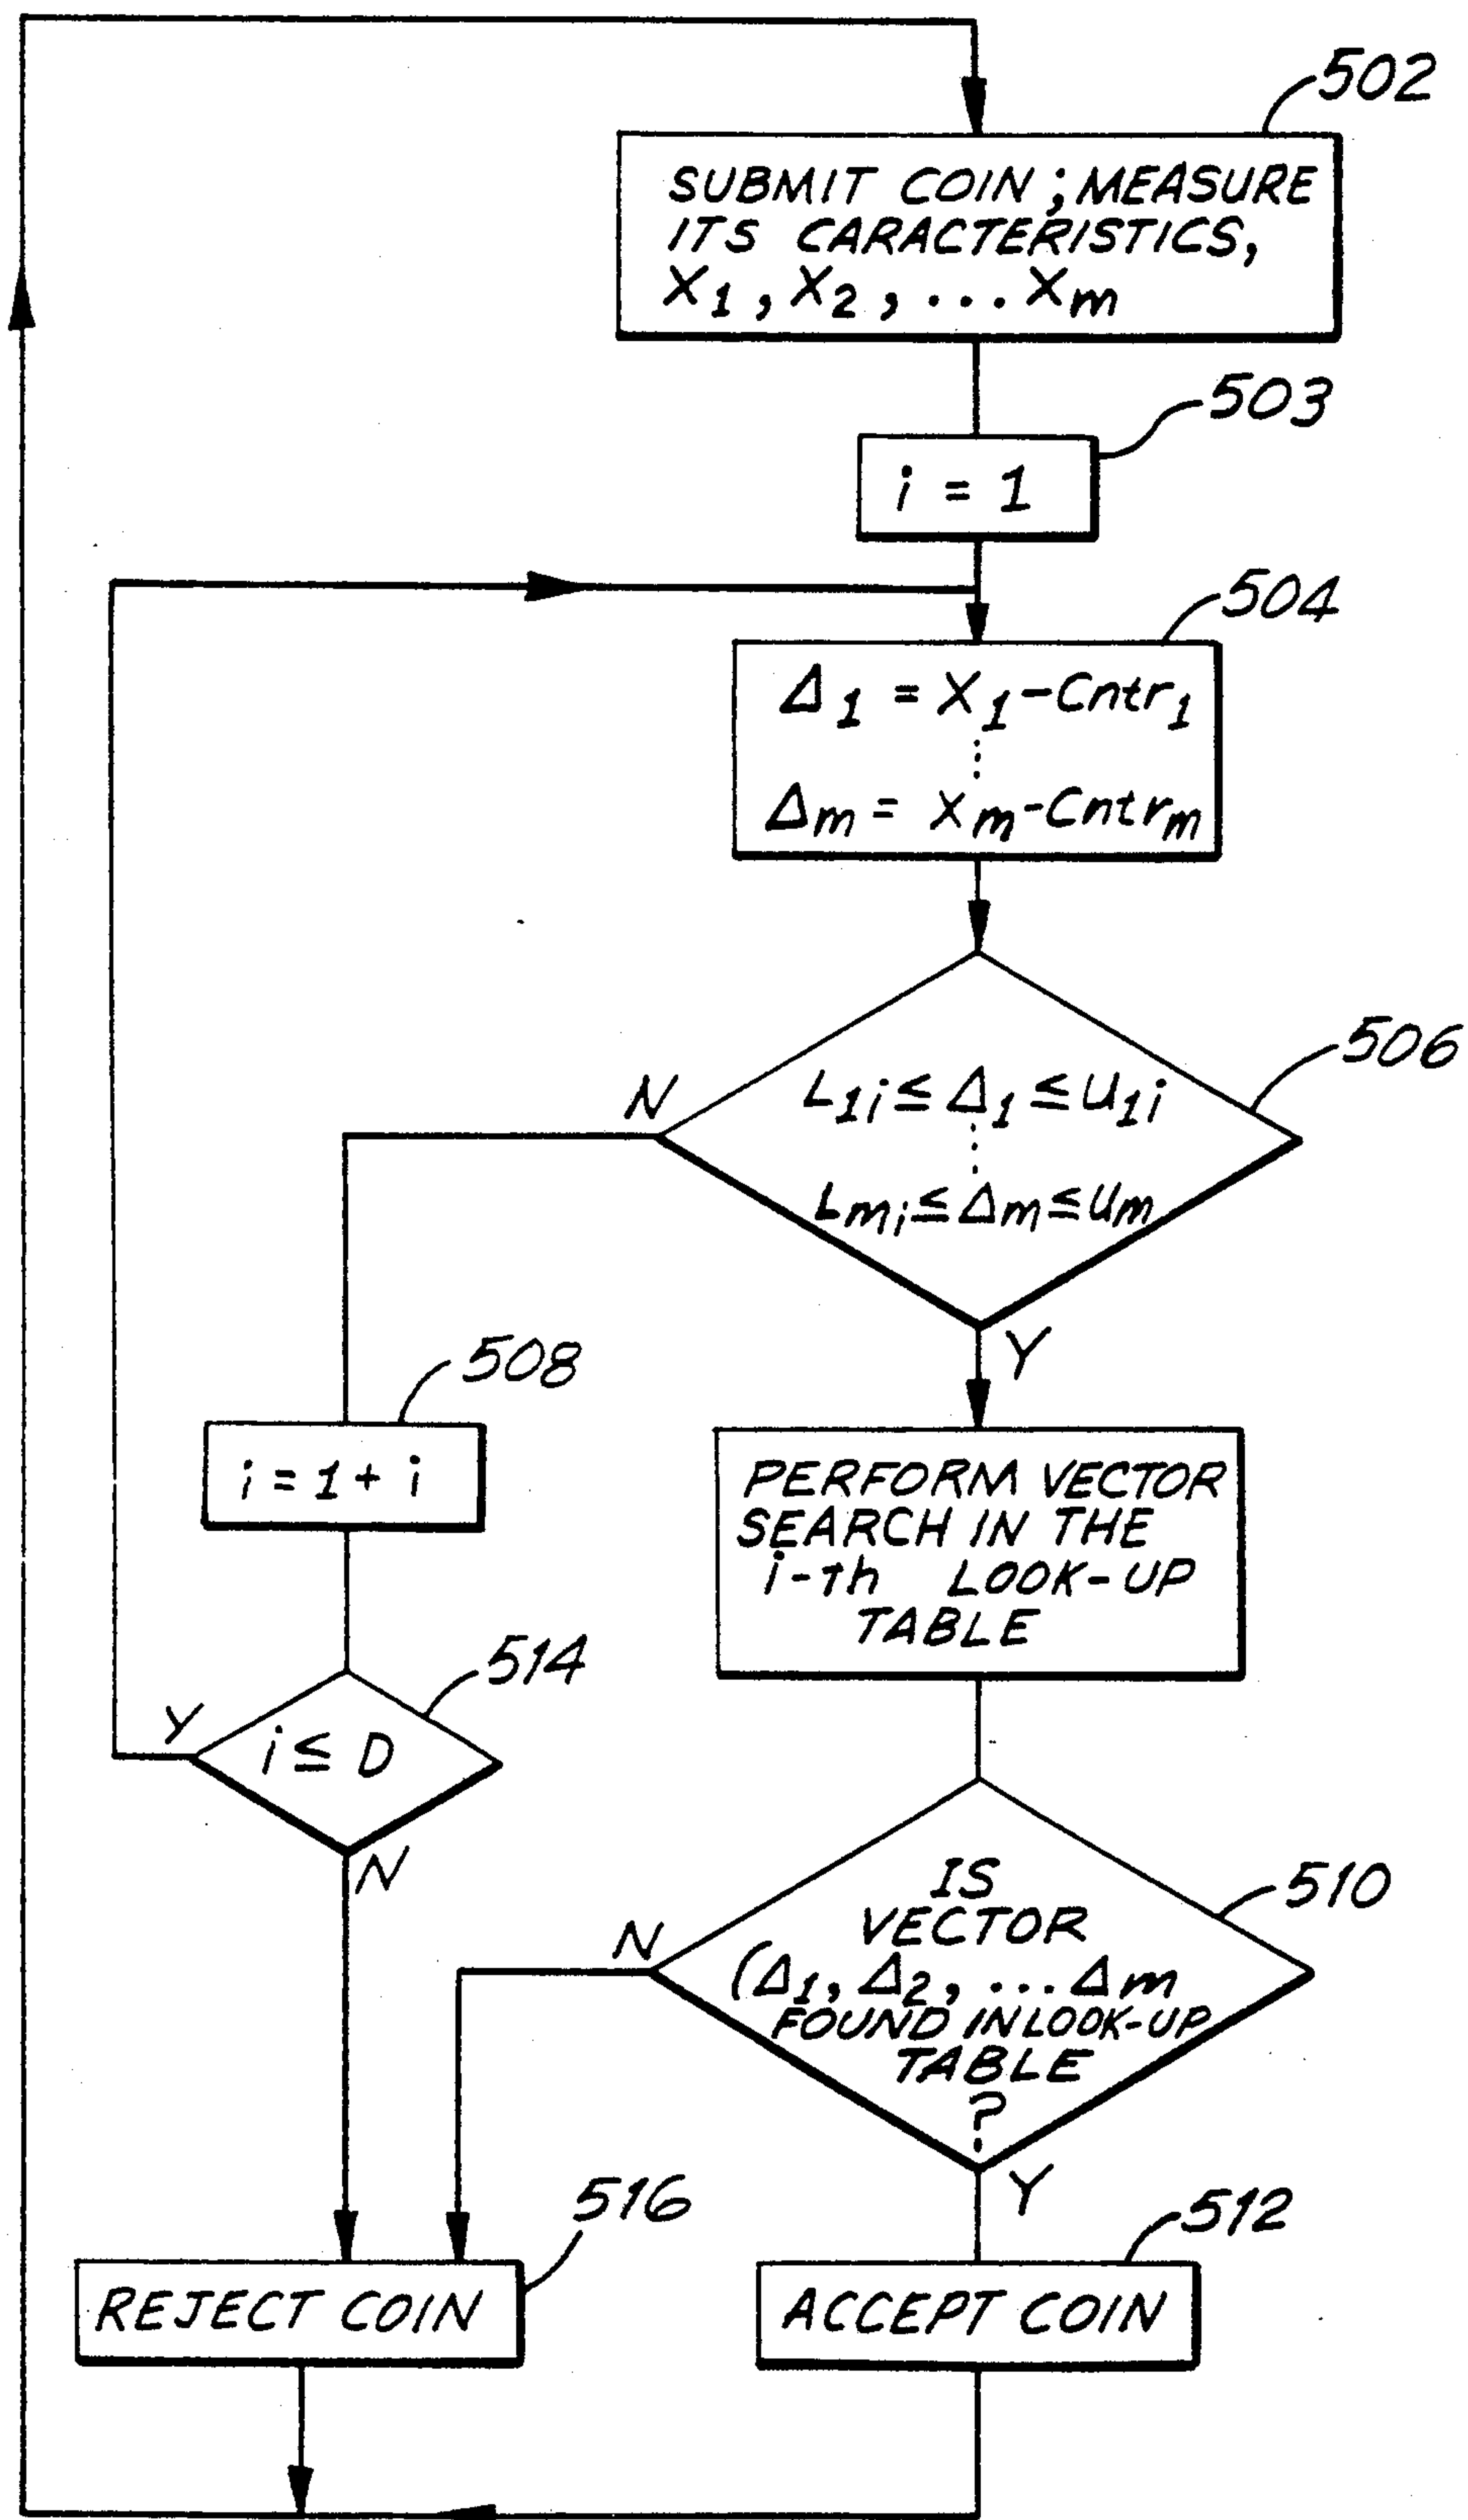 502
SUBMIT COIN; MEASURE
ITS CARACTERISTICS,
X1, X2, ... Xm
503
i = 1
504
Δ1 = X1-Cntr1
Δm = Xm-Cntrm
506
N
L1i ≤ Δ1 ≤ U1i
Lmi ≤ Δm ≤ Um
Y
508
i = 1 + i
PERFORM VECTOR
SEARCH IN THE
i-th LOOK-UP
TABLE
514
Y
i ≤ D
N
510
N
IS
VECTOR
(Δ1, Δ2, ... Δm
FOUND IN LOOK-UP
TABLE
?
Y
516
REJECT COIN
512
ACCEPT COIN